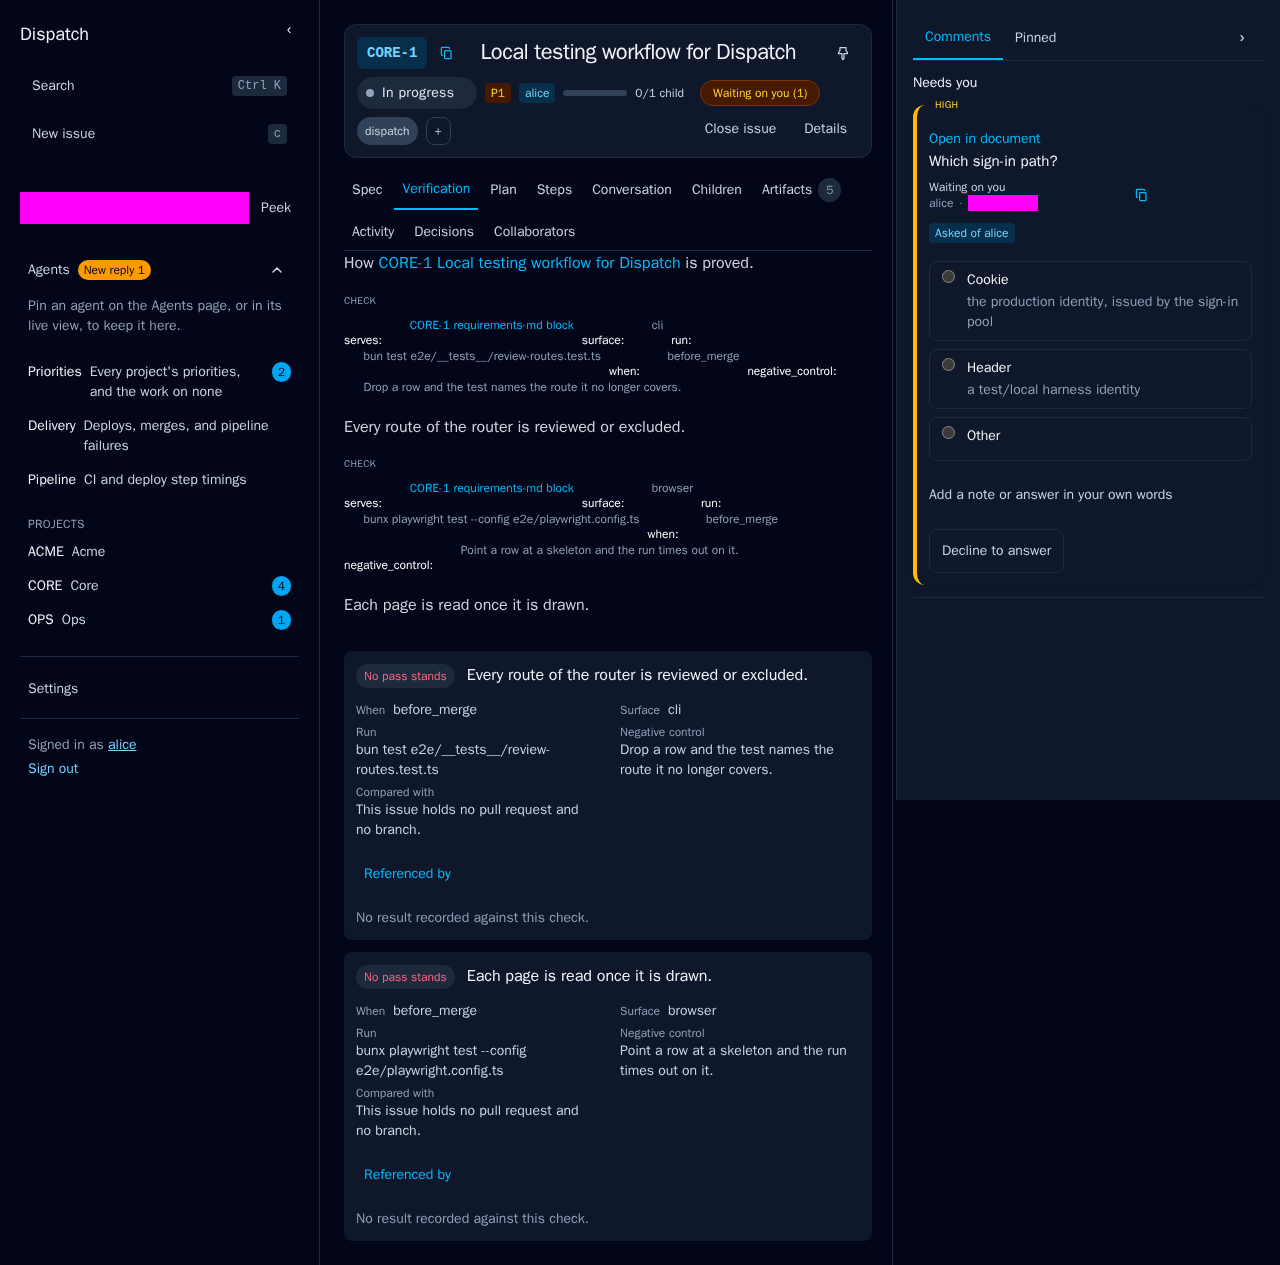 Dispatch
Search
Ctrl K
New issue
C
Peek
Agents
New reply 1
Pin an agent on the Agents page, or in its
live view, to keep it here.
Priorities
Every project's priorities,
and the work on none
2
Delivery
Deploys, merges, and pipeline
failures
Pipeline
CI and deploy step timings
PROJECTS
ACME Acme
CORE Core
4
OPS Ops
1
Settings
Signed in as alice
Sign out
CORE-1
Local testing workflow for Dispatch
In progress
P1
alice
0/1 child
Waiting on you (1)
dispatch
+
Close issue
Details
Spec
Verification
Plan
Steps
Conversation
Children
Artifacts
5
Activity
Decisions
Collaborators
How CORE-1 Local testing workflow for Dispatch is proved.
CHECK
serves:
CORE-1 requirements-md block
surface:
cli
run:
bun test e2e/__tests__/review-routes.test.ts
when:
before_merge
negative_control:
Drop a row and the test names the route it no longer covers.
Every route of the router is reviewed or excluded.
CHECK
serves:
CORE-1 requirements-md block
surface:
browser
run:
bunx playwright test --config e2e/playwright.config.ts
when:
before_merge
negative_control:
Point a row at a skeleton and the run times out on it.
Each page is read once it is drawn.
No pass stands
Every route of the router is reviewed or excluded.
When before_merge
Surface cli
Run
bun test e2e/__tests__/review-
routes.test.ts
Negative control
Drop a row and the test names the
route it no longer covers.
Compared with
This issue holds no pull request and
no branch.
Referenced by
No result recorded against this check.
No pass stands
Each page is read once it is drawn.
When before_merge
Surface browser
Run
bunx playwright test --config
e2e/playwright.config.ts
Negative control
Point a row at a skeleton and the run
times out on it.
Compared with
This issue holds no pull request and
no branch.
Referenced by
No result recorded against this check.
Comments
Pinned
Needs you
HIGH
Open in document
Which sign-in path?
Waiting on you
alice ·
Asked of alice
Cookie
the production identity, issued by the sign-in
pool
Header
a test/local harness identity
Other
Add a note or answer in your own words
Decline to answer